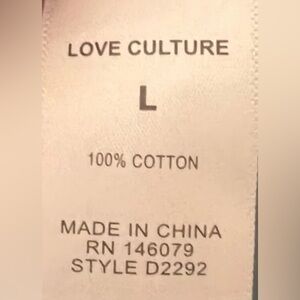 LOVE CULTURE
L
100% COTTON
MADE IN CHINA
RN 146079
STYLE D2292